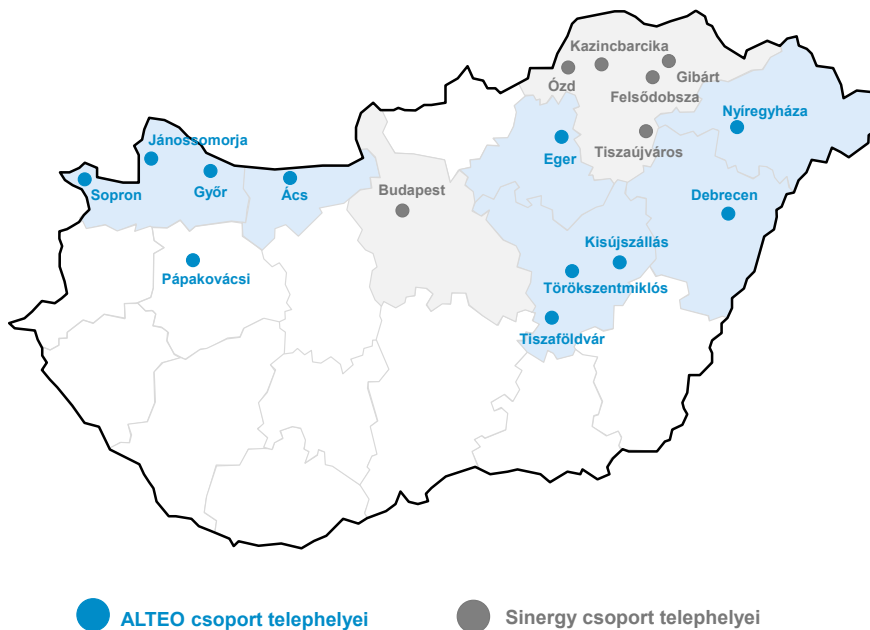 Kazincbarcika
Ózd
Gibárt
Felsődobsza
Nyíregyháza
Jánossomorja
Eger
Tiszaújváros
Sopron
Győr
Ács
Budapest
Debrecen
Kisújszállás
Pápakovácsi
Törökszentmiklós
Tiszaföldvár
ALTEO csoport telephelyei
Sinergy csoport telephelyei